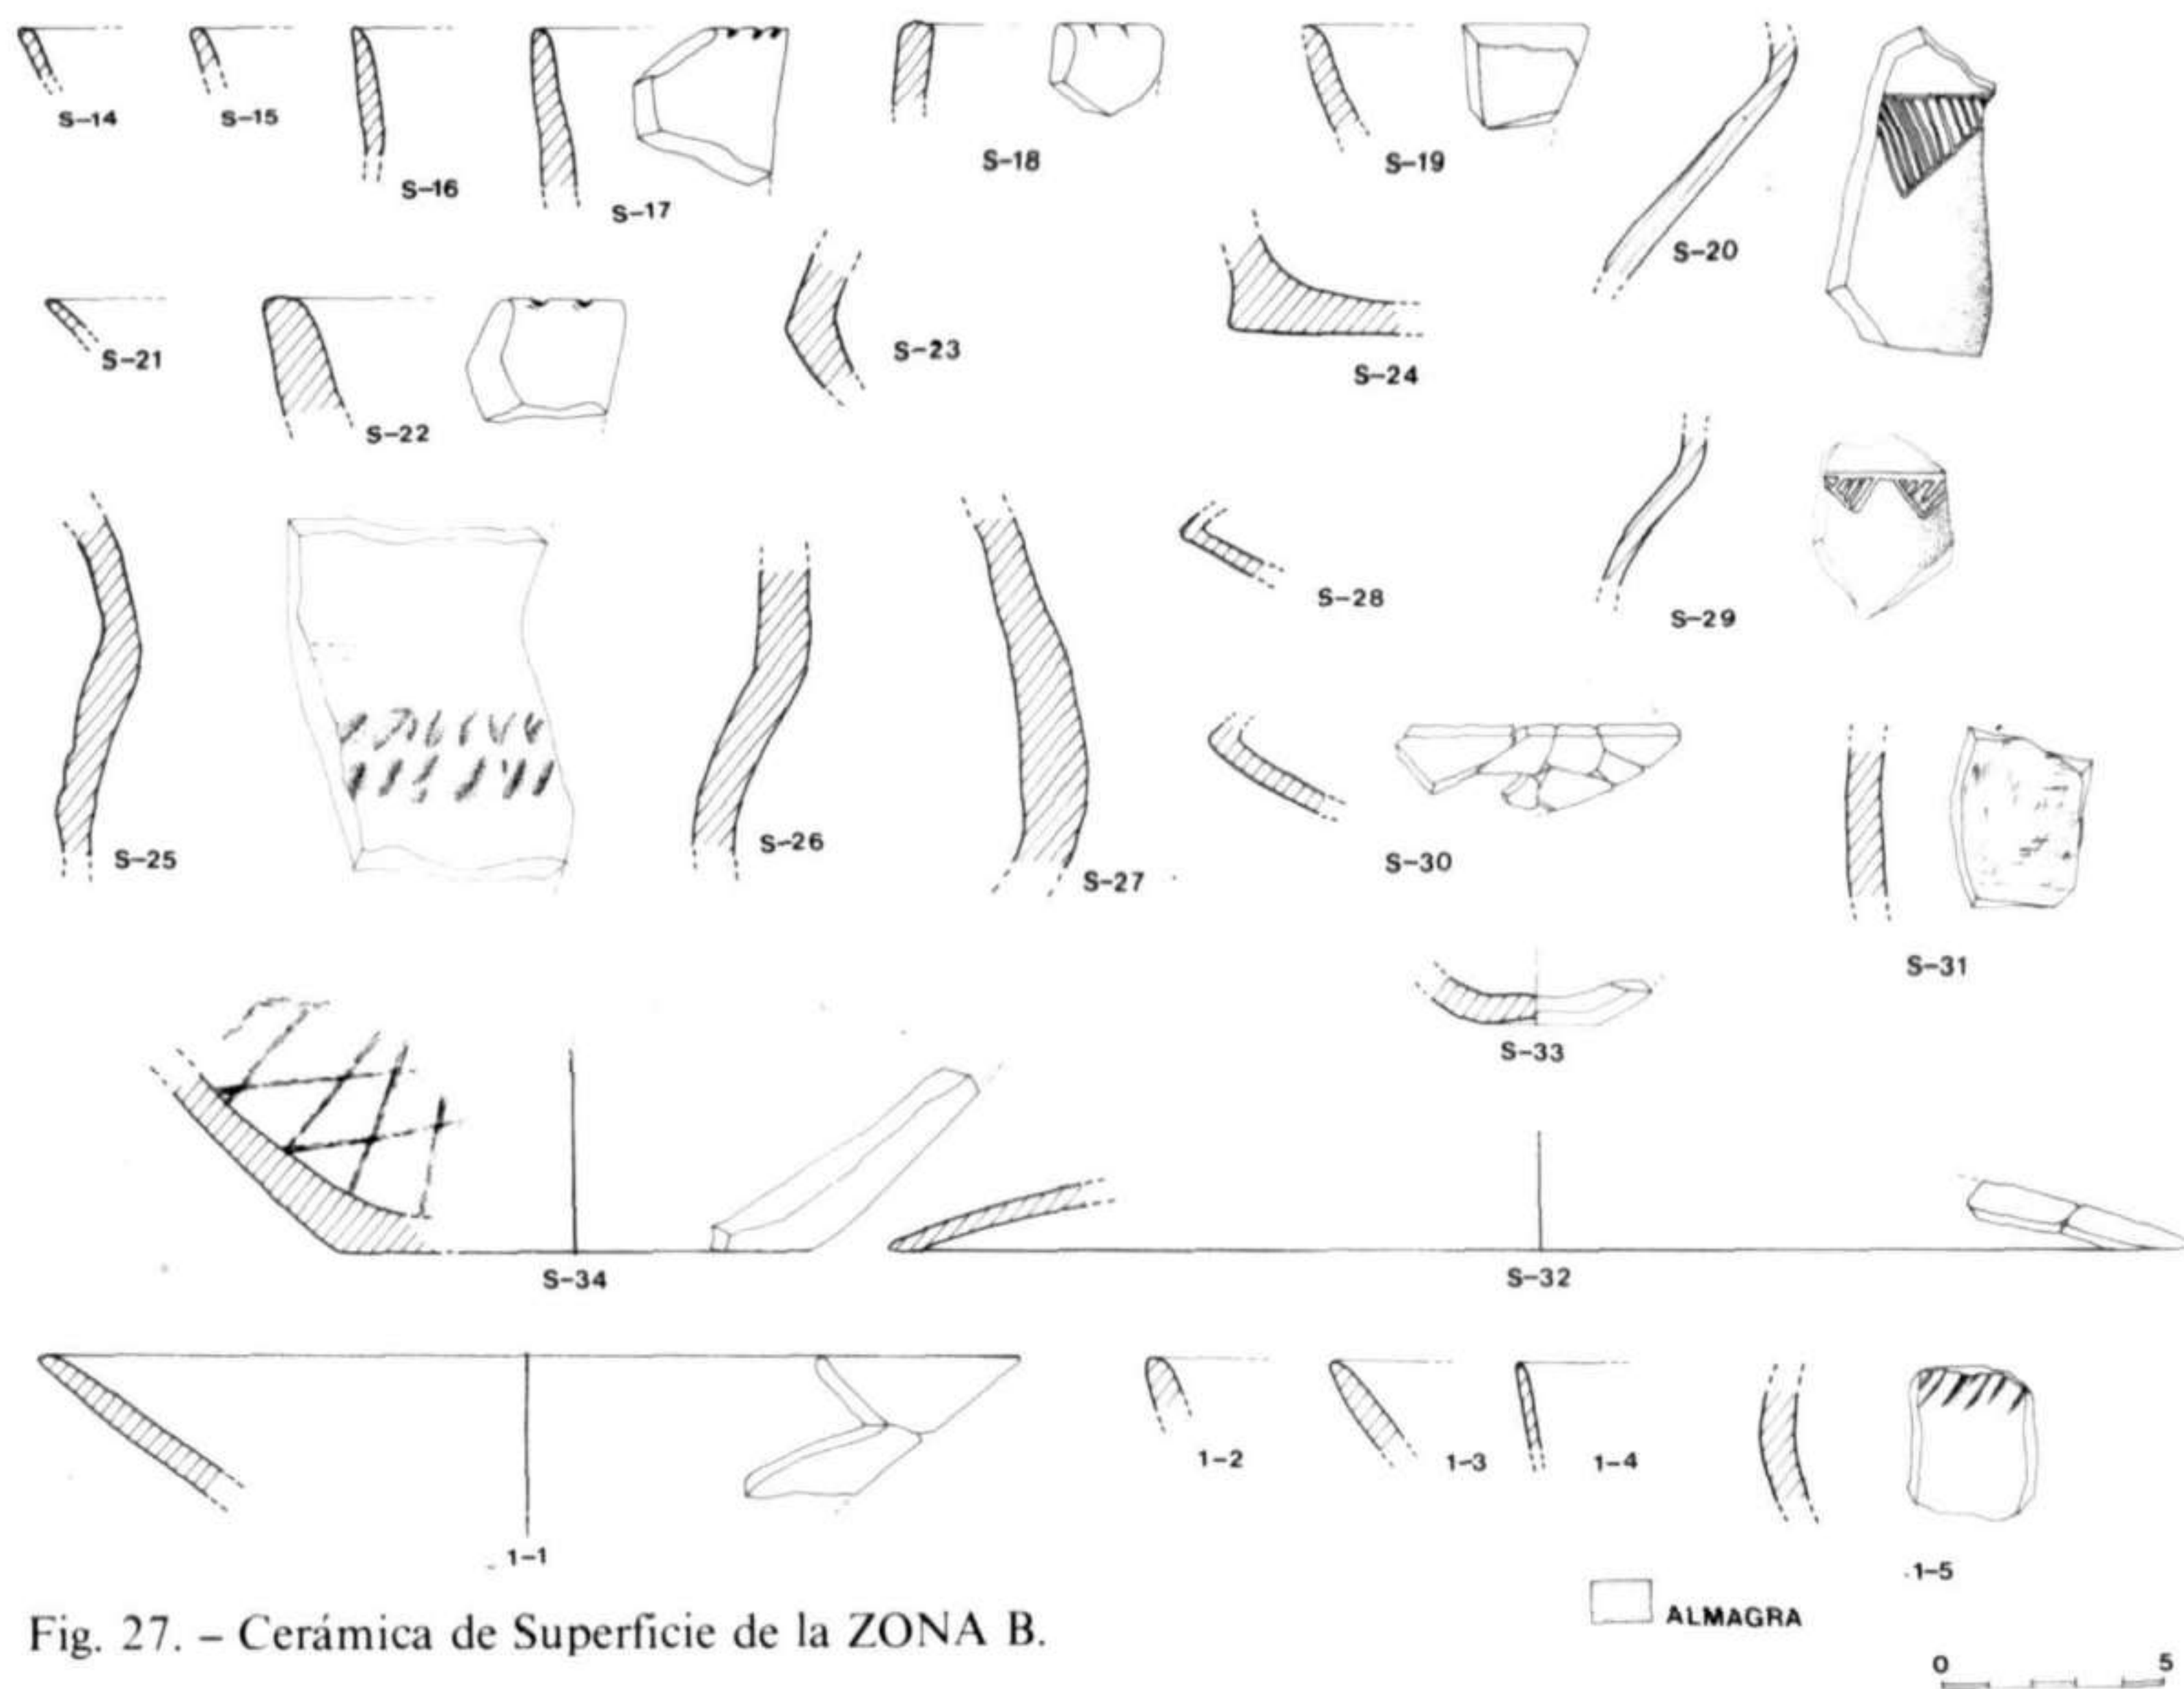 S-14
S-15
S-16
S-17
S-18
S-19
S-20
S-21
S-22
S-23
S-24
S-25
S-26
S-27
S-28
S-29
S-30
S-31
S-33
S-34
S-32
1-1
1-2
1-3
1-4
1-5
ALMAGRA
Fig. 27. – Cerámica de Superficie de la ZONA B.
0 5